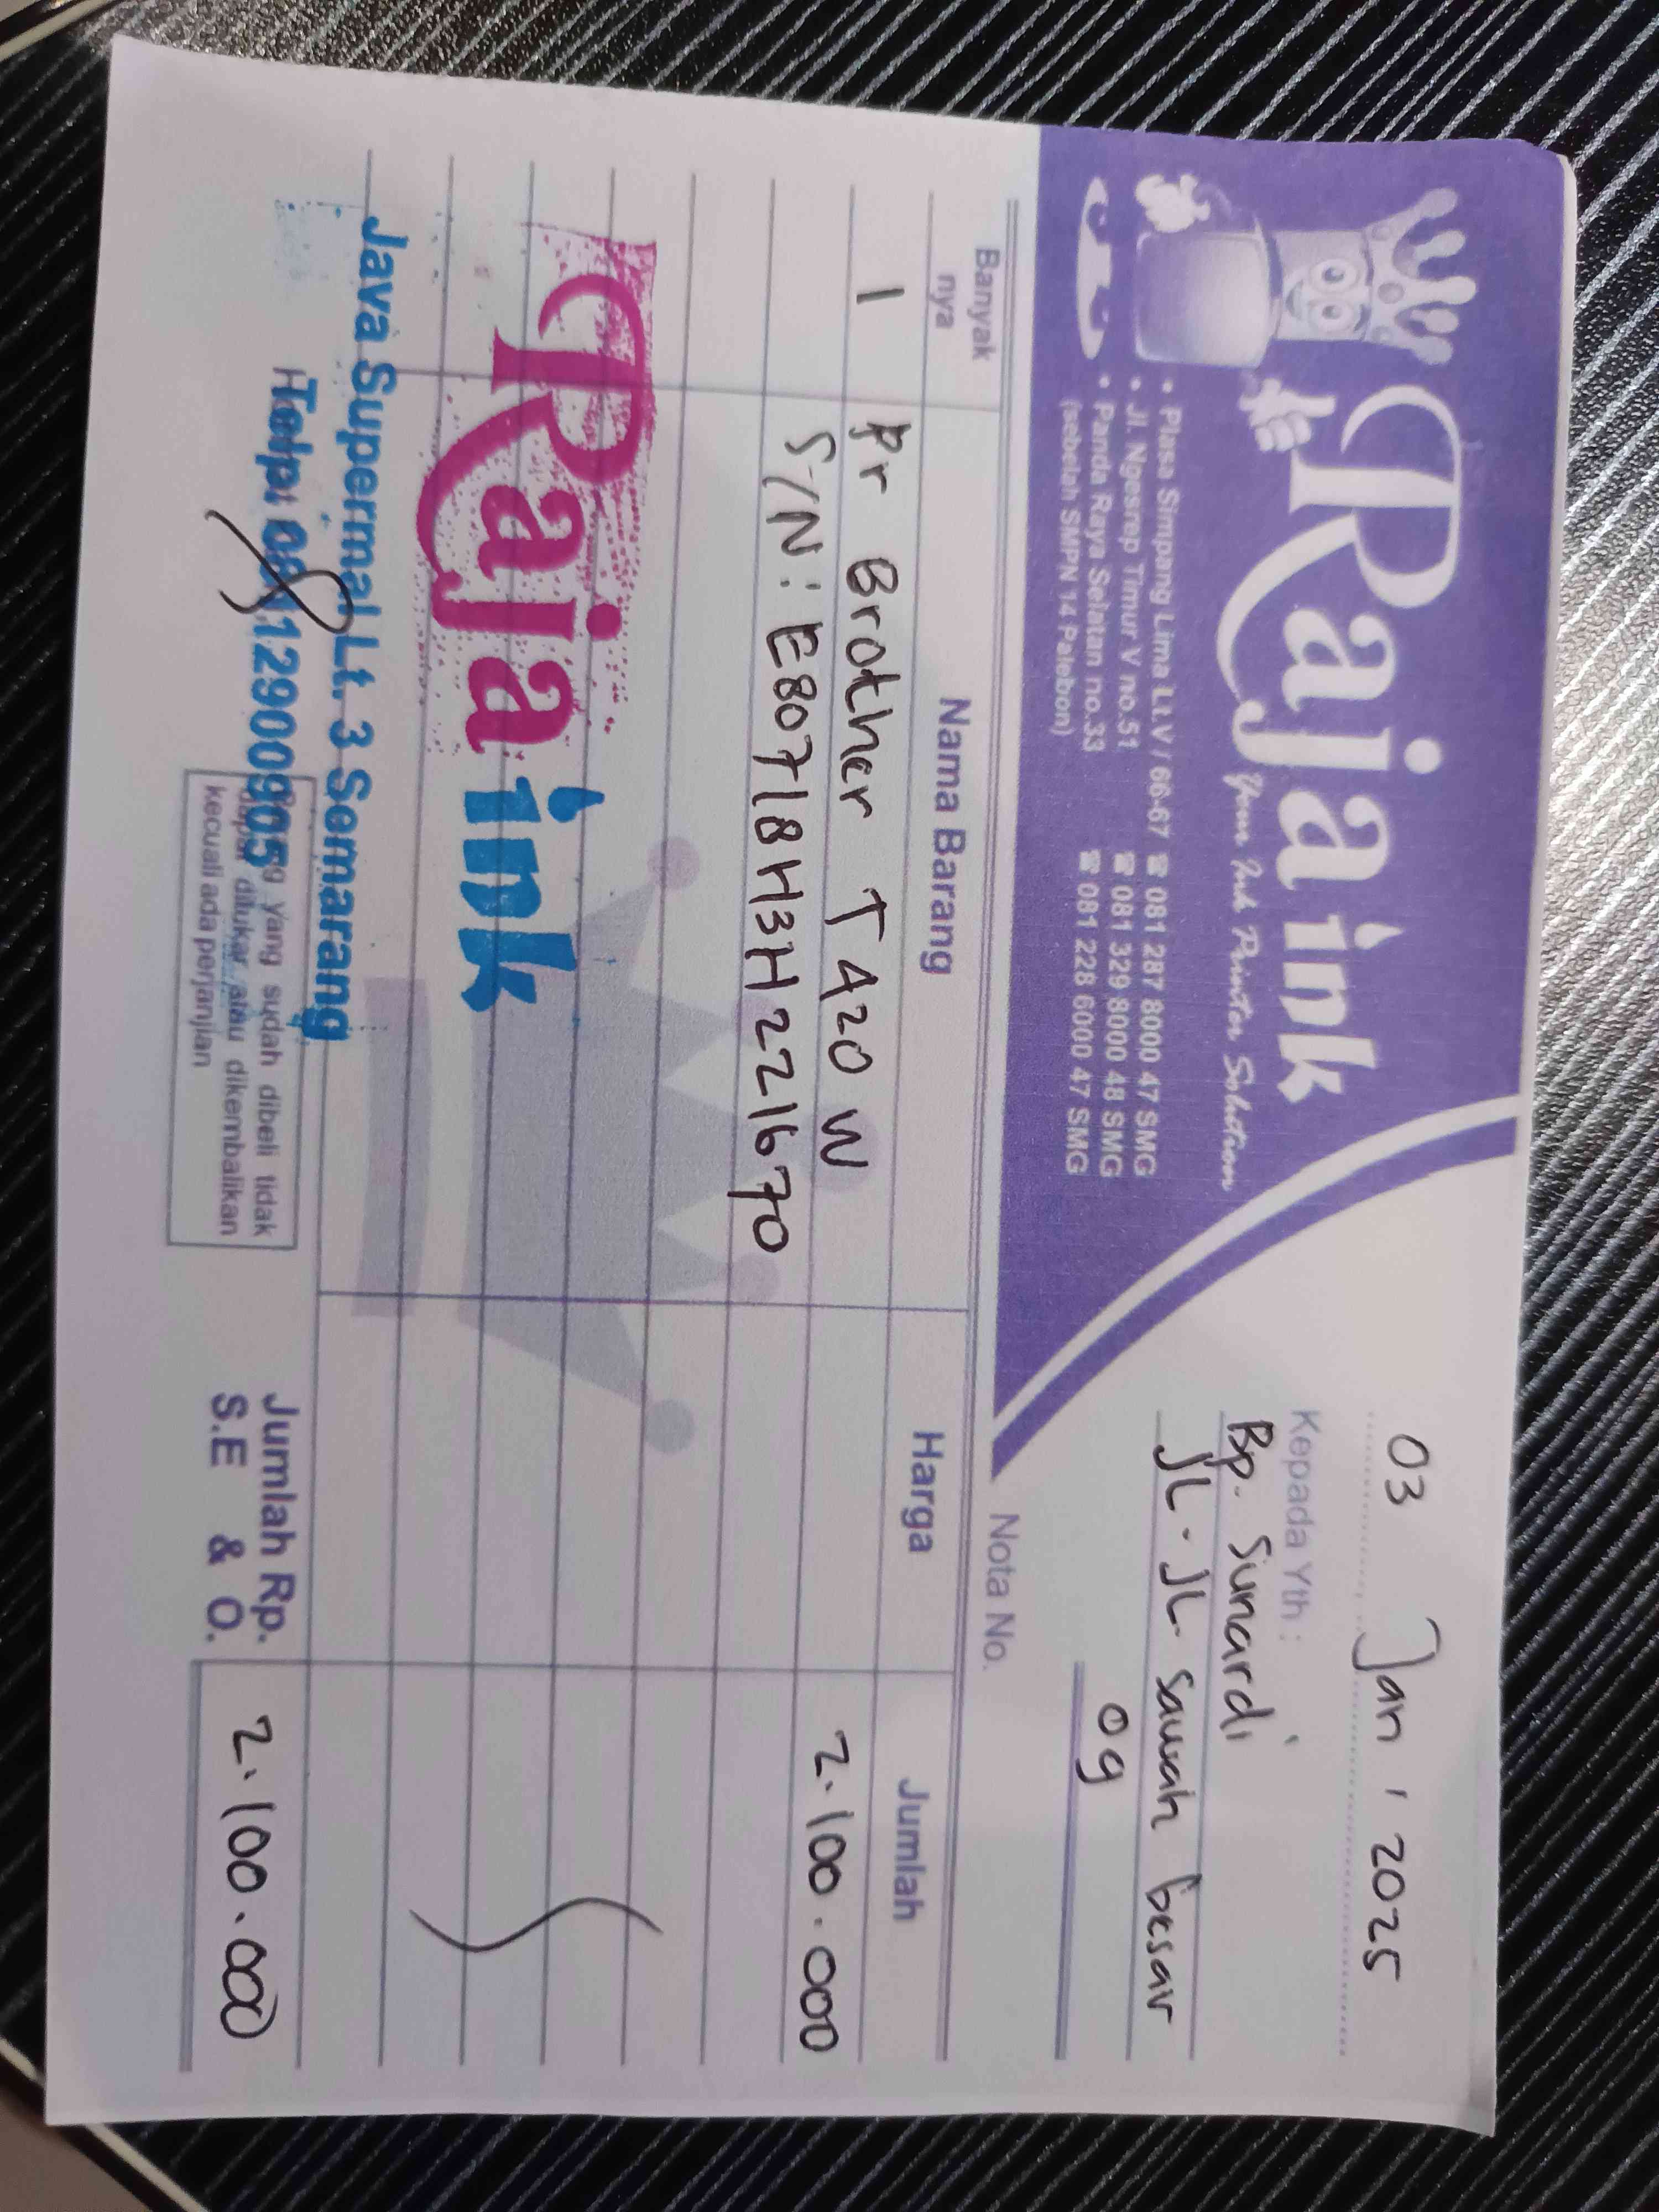 Raja ink
Your Ink Printer Solution
• Plasa Simpang Lima Lt.V / 66-67 ☎ 081 287 8000 47 SMG
• Jl. Ngesrep Timur V no.51 ☎ 081 329 8000 48 SMG
• Panda Raya Selatan no.33 ☎ 081 228 6000 47 SMG
(sebelah SMPN 14 Palebon)
03 Jan, 2025
Kepada Yth :
Bp. Sunardi
JL. JL. sawah besar
09
Nota No.
Banyak nya Nama Barang Harga Jumlah
1 Pr Brother T 420 W 2.100.000
S/N: E80718H3H221670
Raja ink
Java Supermal Lt. 3 Semarang
Telp. 08112900905
yang sudah dibeli tidak
ditukar atau dikembalikan
kecuali ada perjanjian
Jumlah Rp. 2.100.000
S.E & O.